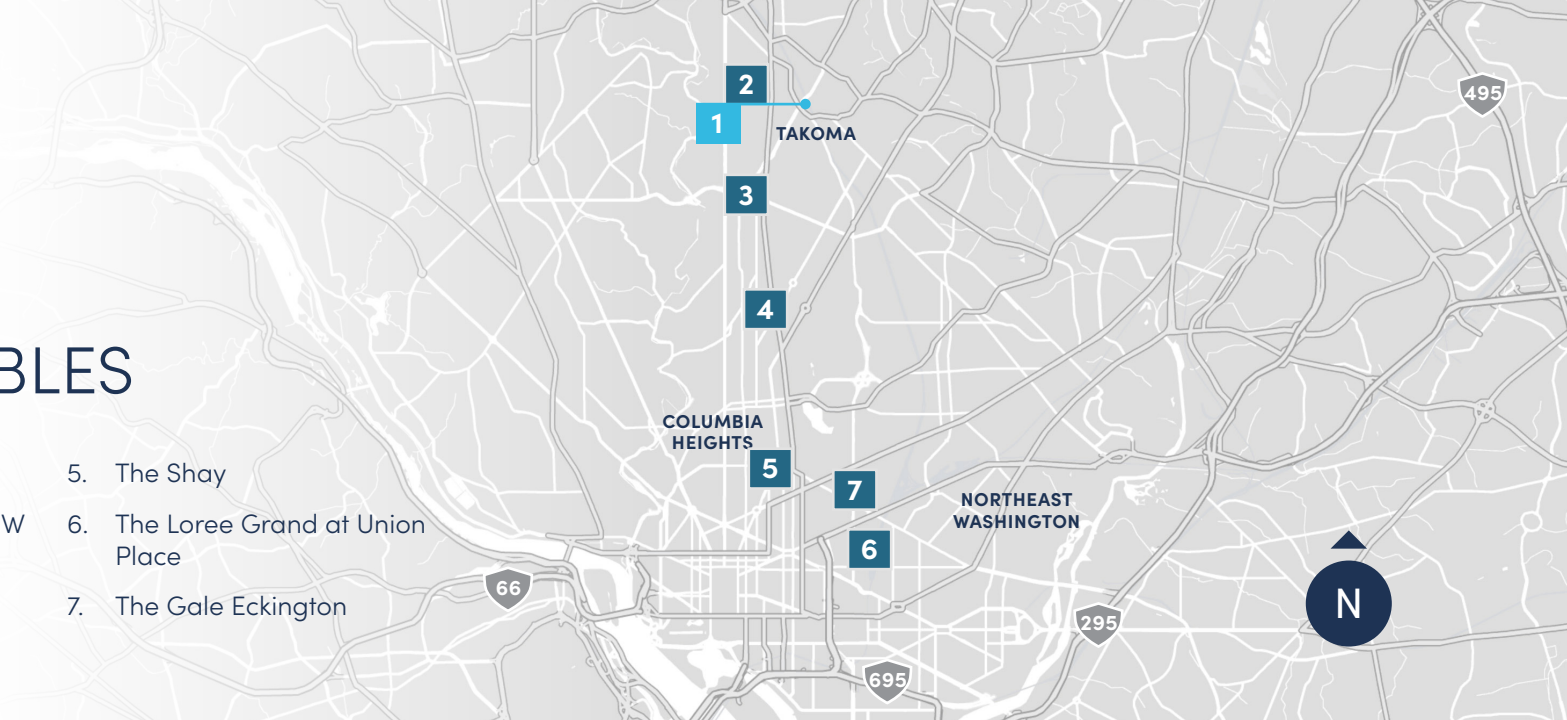 BLES
W
5. The Shay
6. The Loree Grand at Union
Place
7. The Gale Eckington
2
1
TAKOMA
3
4
COLUMBIA
HEIGHTS
5
7
6
NORTHEAST
WASHINGTON
495
66
295
695
N